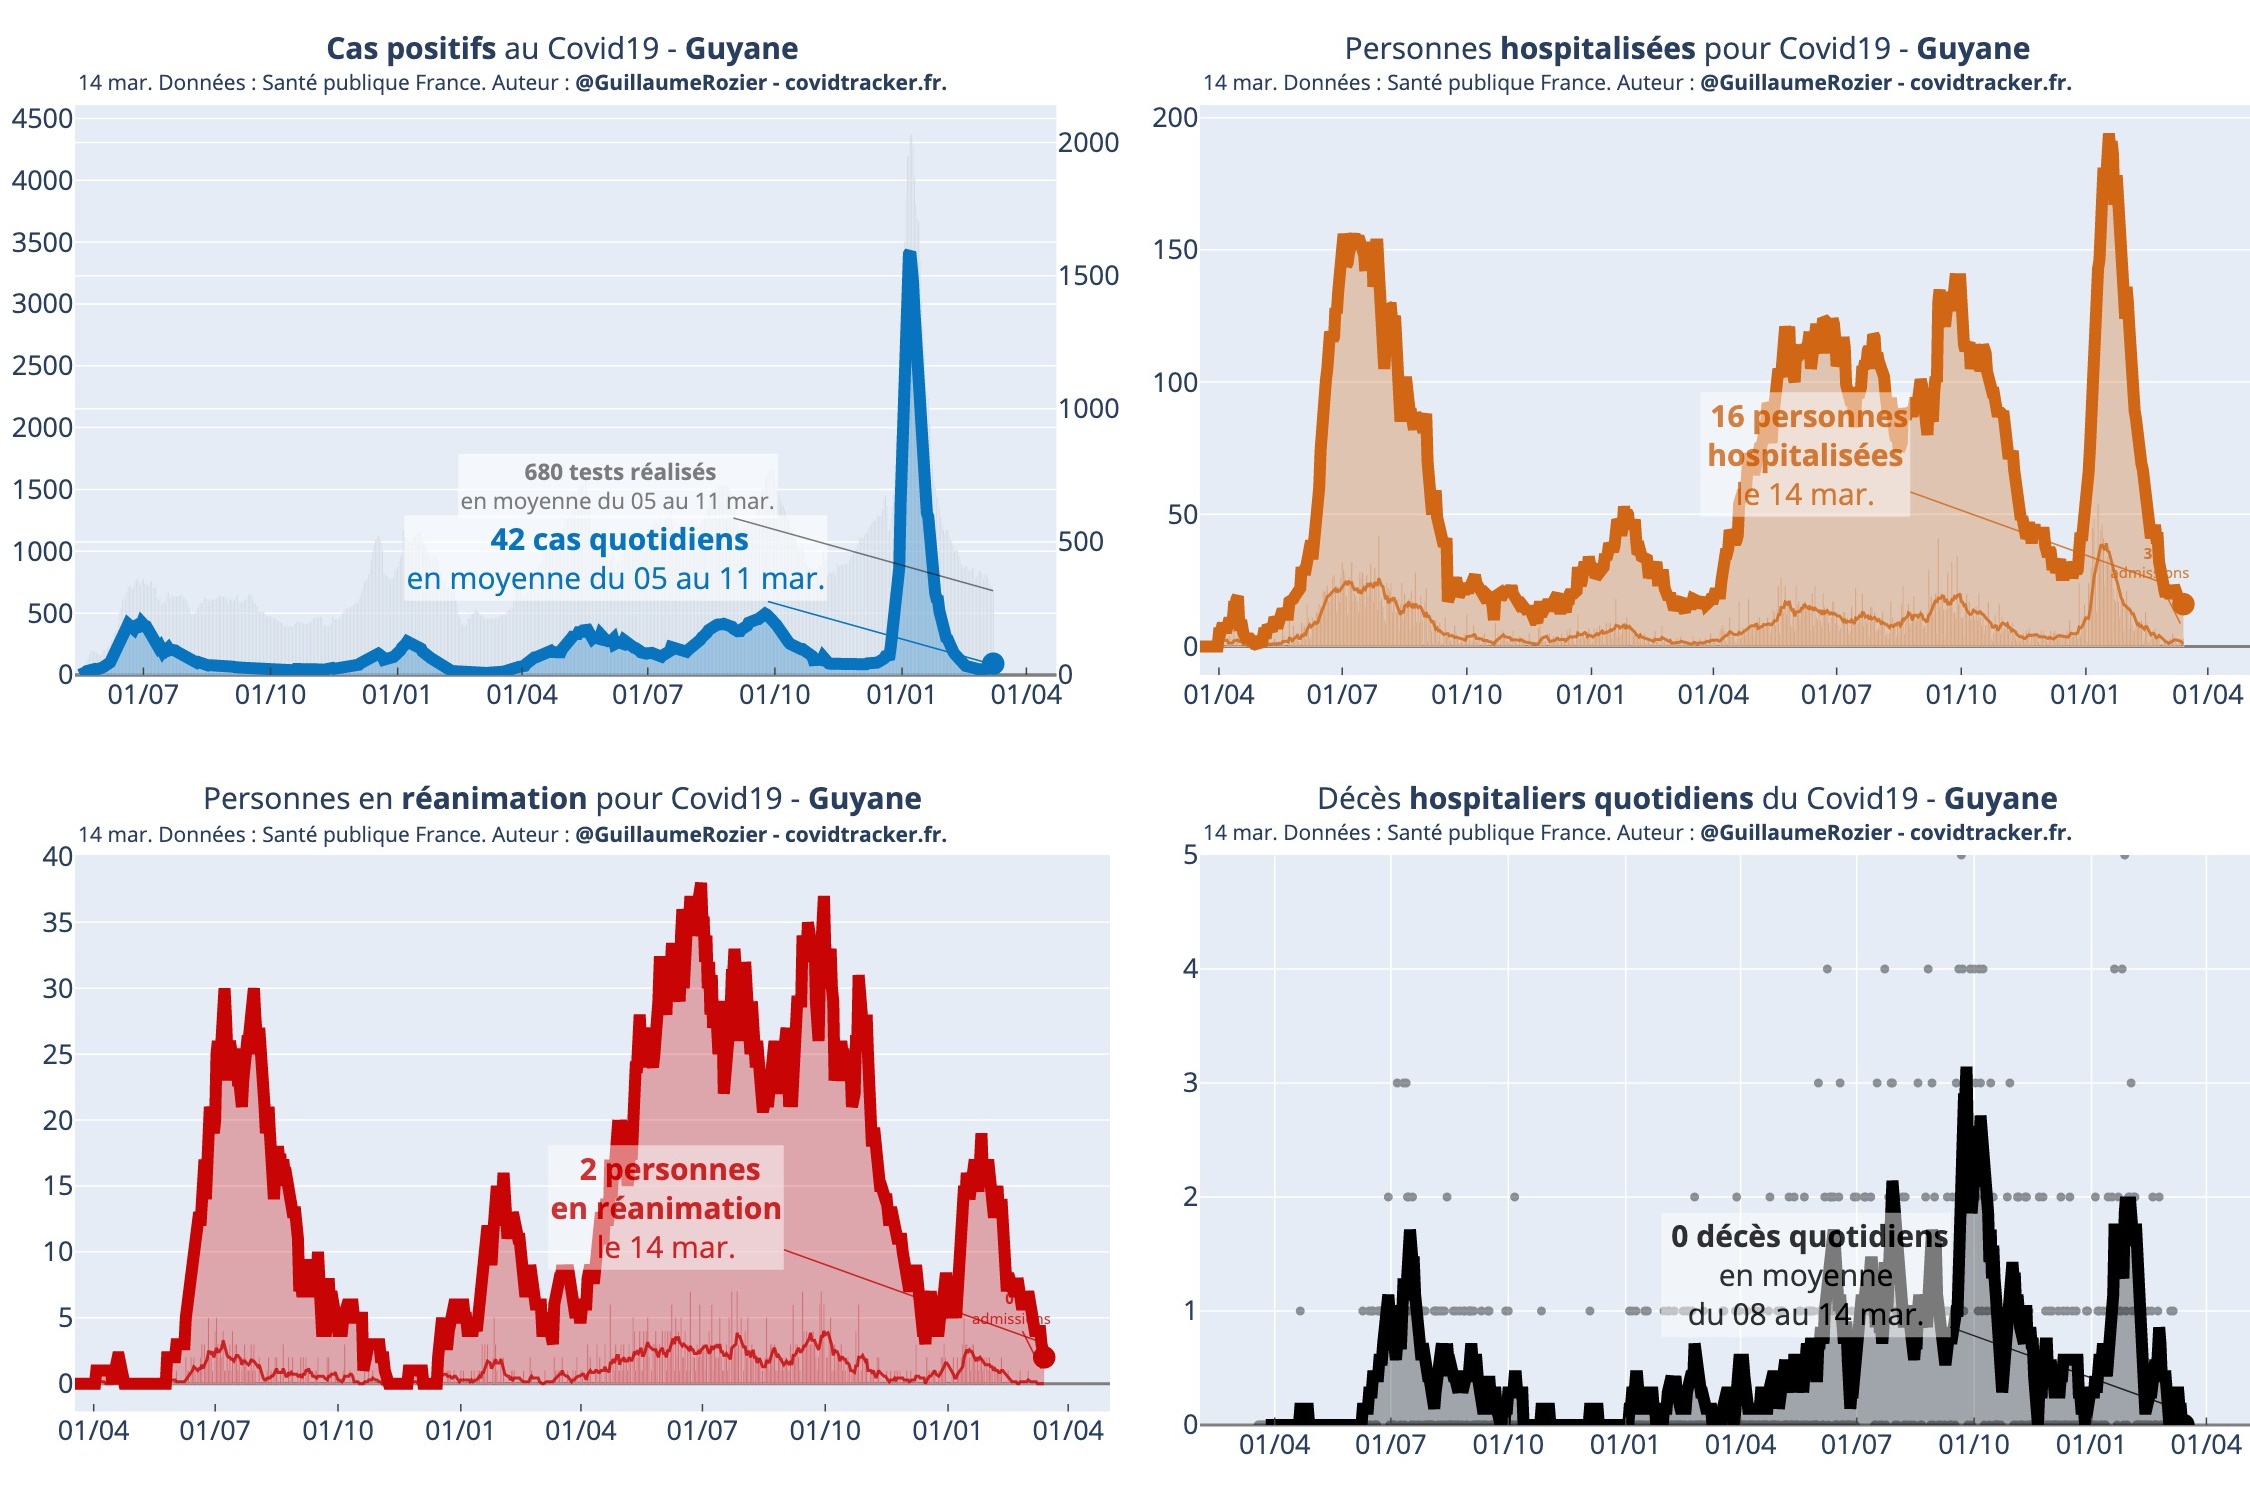 Cas positifs au Covid19 - Guyane
14 mar. Données : Santé publique France. Auteur : @GuillaumeRozier - covidtracker.fr.
4500
4000
3500
3000
2500
2000
1500
1000
500
0
2000
1500
1000
500
0
680 tests réalisés
en moyenne du 05 au 11 mar.
42 cas quotidiens
en moyenne du 05 au 11 mar.
01/07 01/10 01/01 01/04 01/07 01/10 01/01 01/04
Personnes hospitalisées pour Covid19 - Guyane
14 mar. Données : Santé publique France. Auteur : @GuillaumeRozier - covidtracker.fr.
200
150
100
50
0
16 personnes
hospitalisées
le 14 mar.
admissions
01/04 01/07 01/10 01/01 01/04 01/07 01/10 01/01 01/04
Personnes en réanimation pour Covid19 - Guyane
14 mar. Données : Santé publique France. Auteur : @GuillaumeRozier - covidtracker.fr.
40
35
30
25
20
15
10
5
0
2 personnes
en réanimation
le 14 mar.
admissions
01/04 01/07 01/10 01/01 01/04 01/07 01/10 01/01 01/04
Décès hospitaliers quotidiens du Covid19 - Guyane
14 mar. Données : Santé publique France. Auteur : @GuillaumeRozier - covidtracker.fr.
5
4
3
2
1
0
0 décès quotidiens
en moyenne
du 08 au 14 mar.
01/04 01/07 01/10 01/01 01/04 01/07 01/10 01/01 01/04